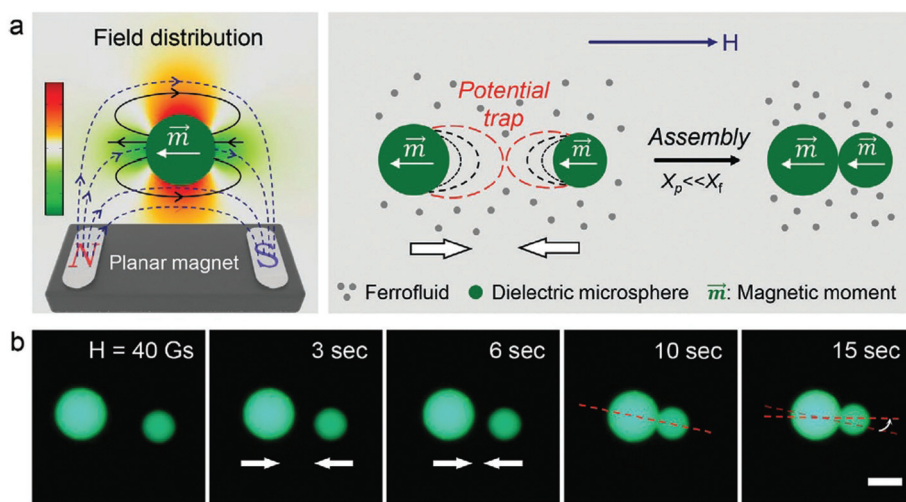 a
Field distribution
m
N
Planar magnet
S
H
Potential
trap
m
m
Assembly
Xp<<Xf
m
m
Ferrofluid
Dielectric microsphere
m: Magnetic moment
b
H = 40 Gs
3 sec
6 sec
10 sec
15 sec